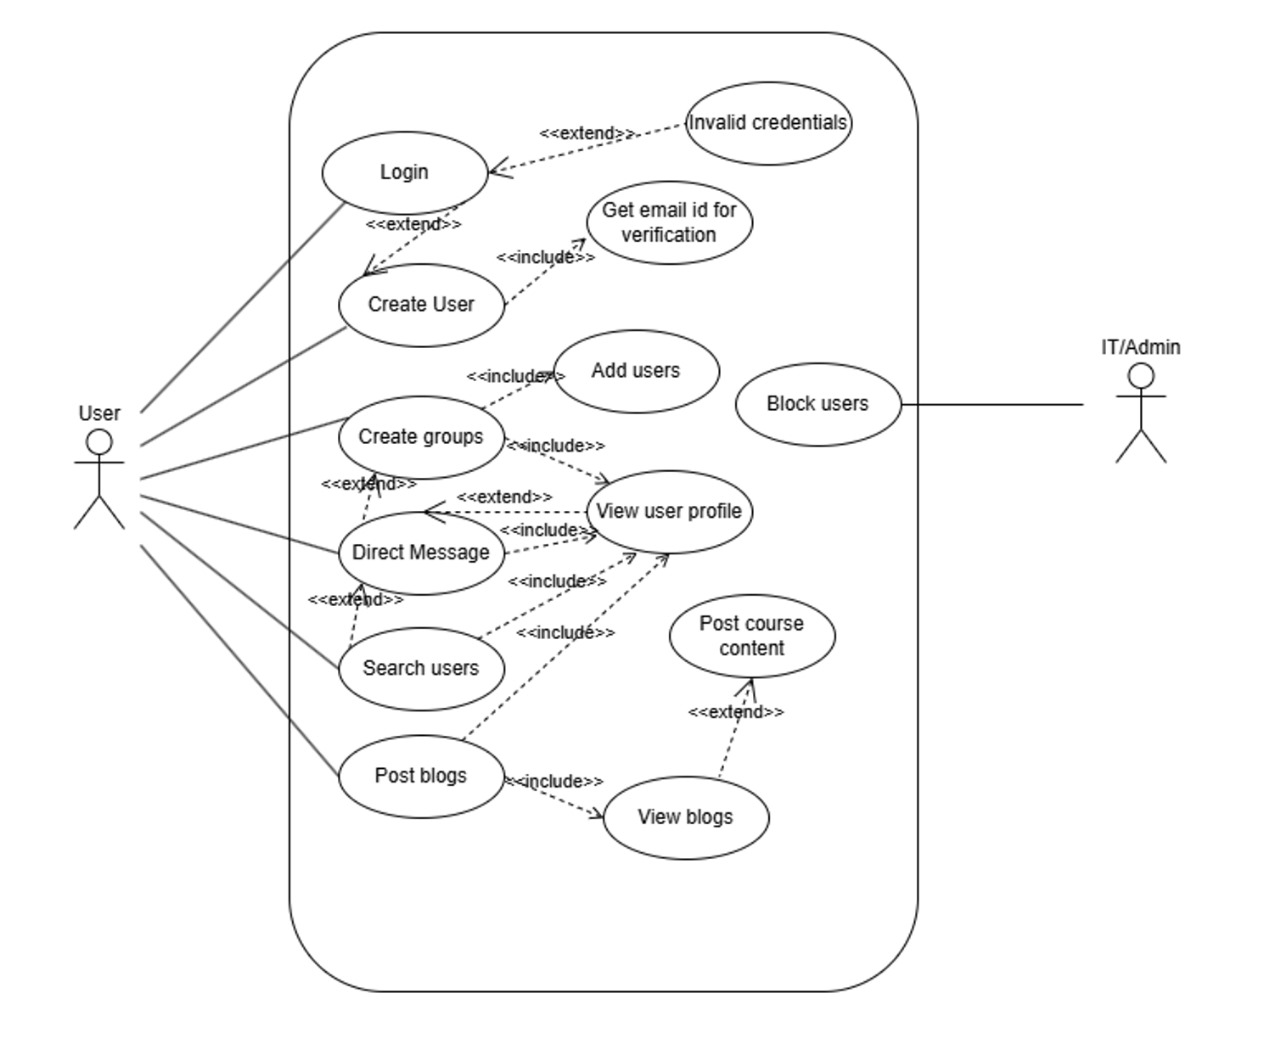 Invalid credentials
<<extend>>
Login
Get email id for
verification
<<extend>>
<<include>>
Create User
IT/Admin
<<include>>
Add users
Block users
User
Create groups
<<include>>
<<extend>>
<<extend>>
View user profile
<<include>>
Direct Message
<<include>>
<<extend>>
<<include>>
Post course
content
Search users
<<extend>>
Post blogs
<<include>>
View blogs